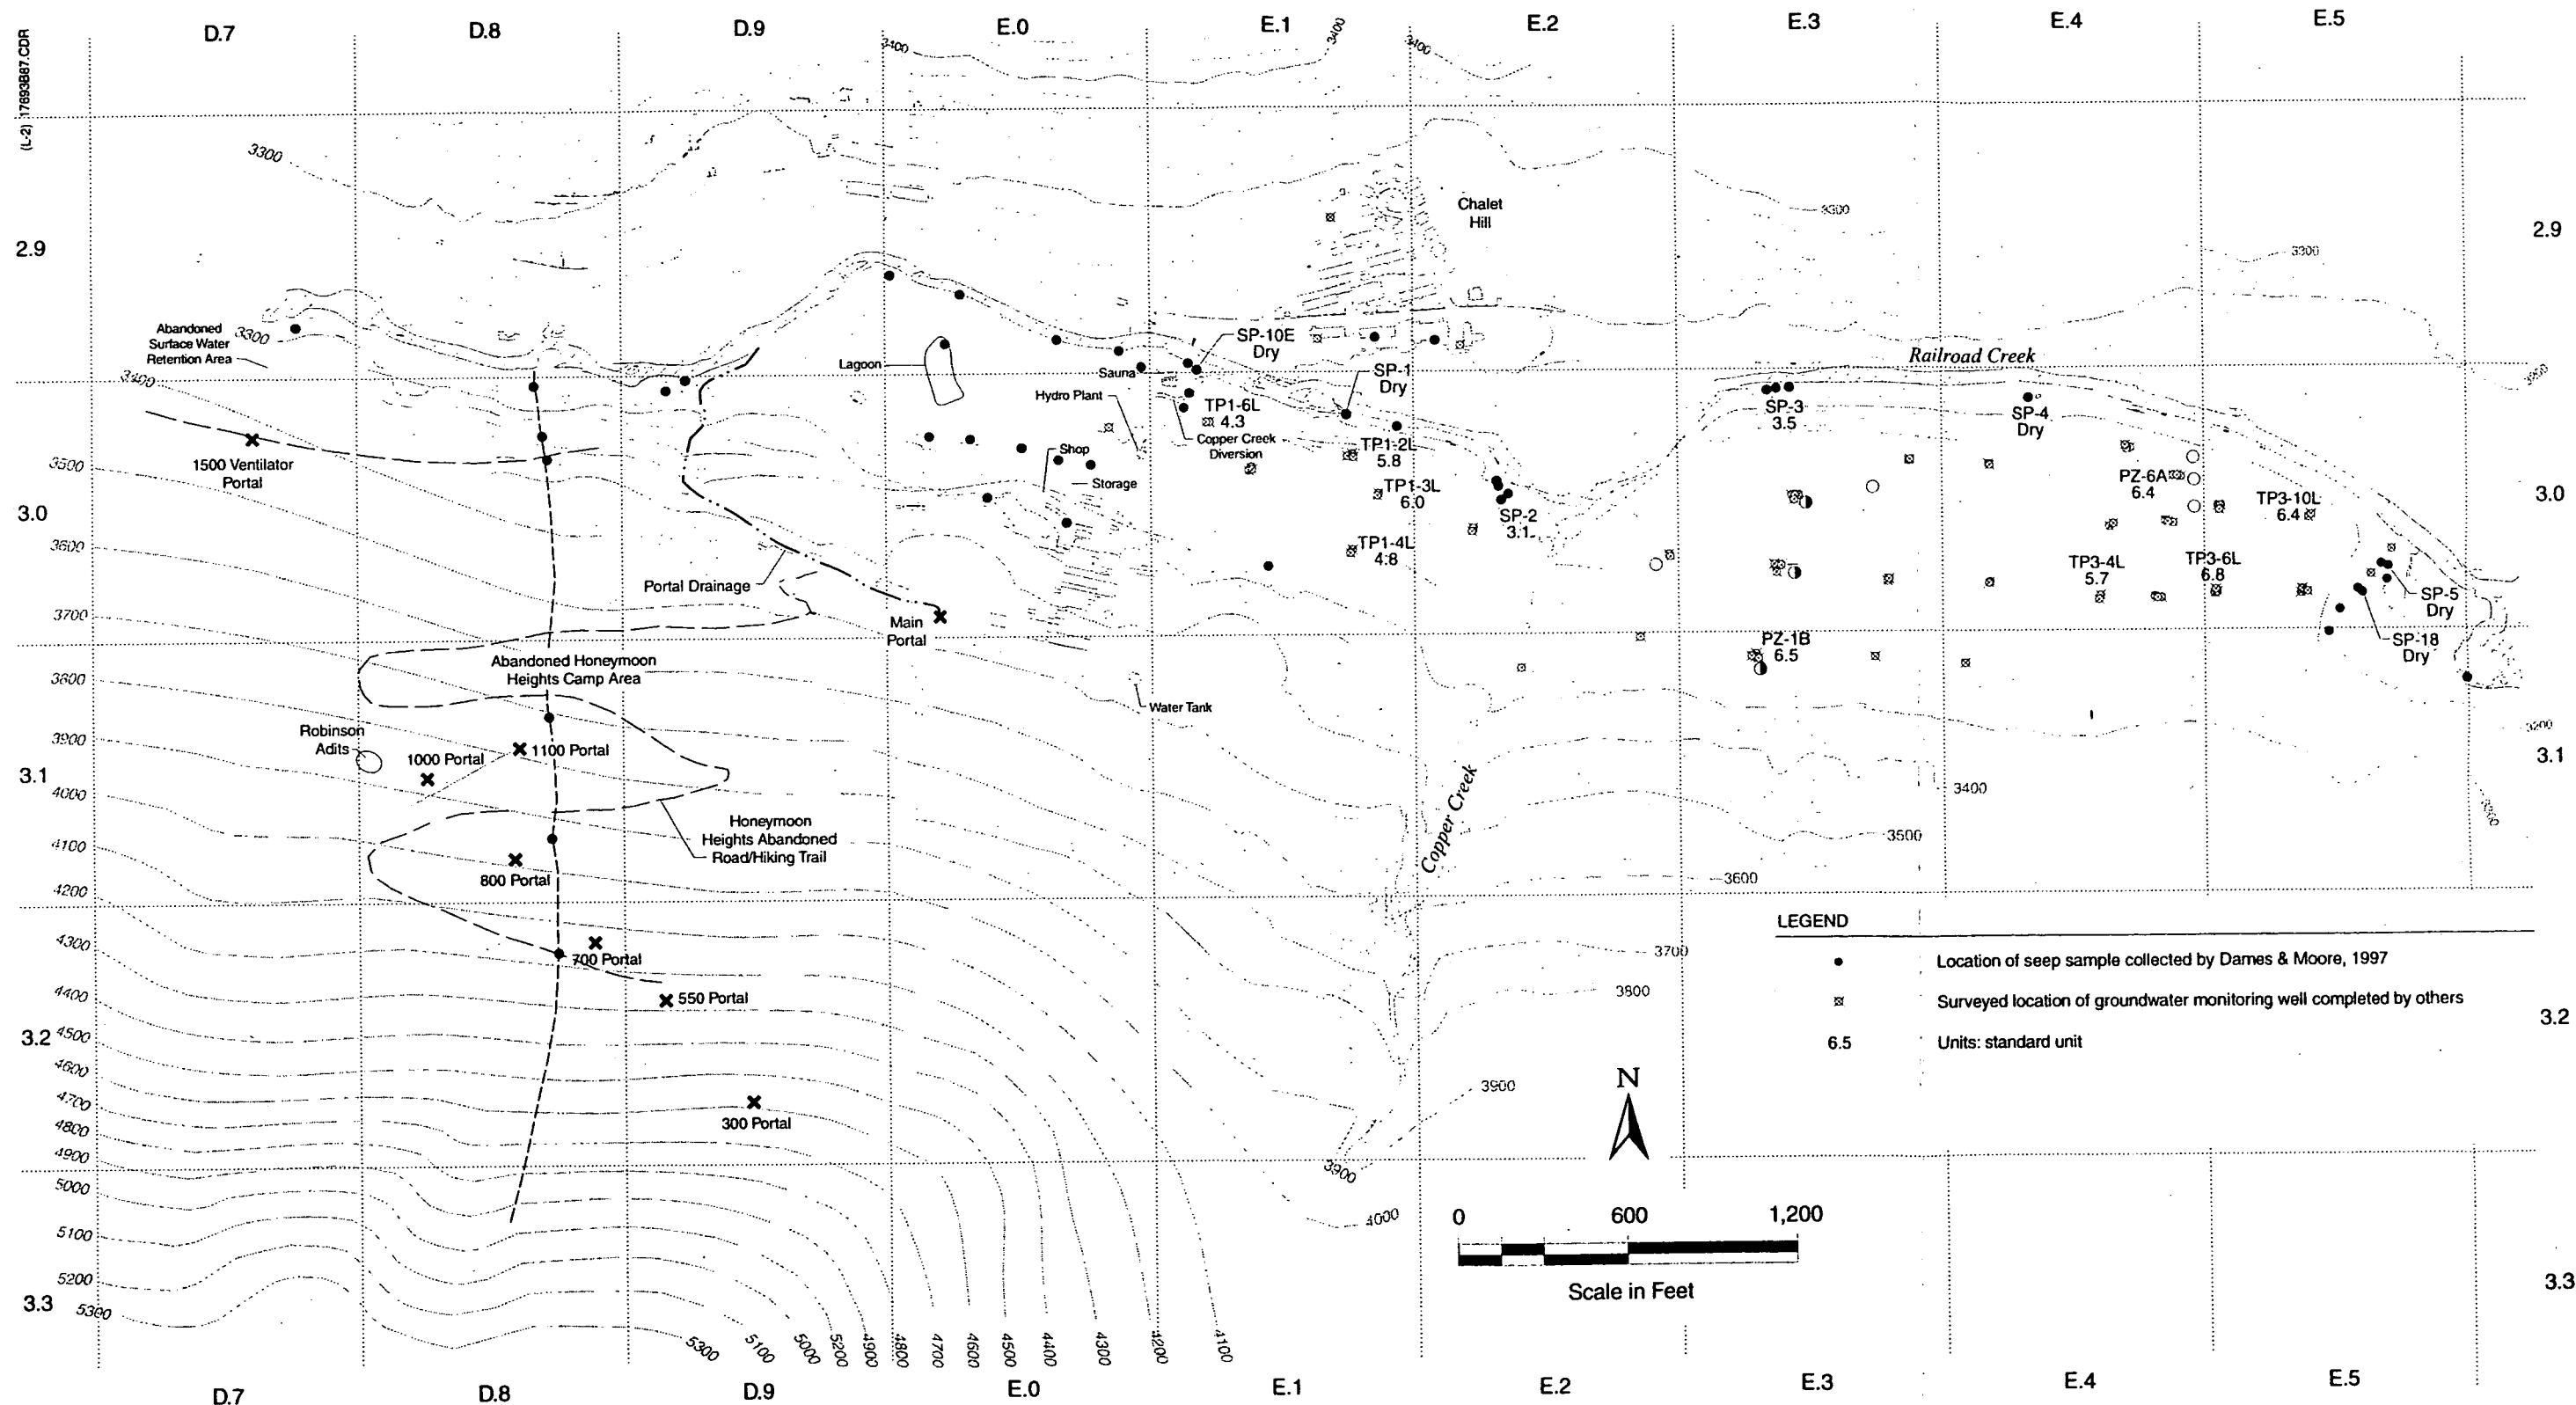 (L-2) 17693B87.CDR
D.7
D.8
D.9
E.0
E.1
E.2
E.3
E.4
E.5
3400
3400
3400
3300
Chalet
Hill
3300
2.9
2.9
3300
Abandoned
Surface Water
Retention Area
3300
SP-10E
Dry
Railroad Creek
Lagoon
Sauna
SP-1
Dry
3400
Hydro Plant
TP1-6L
4.3
SP-3
3.5
SP-4
Dry
Copper Creek
Diversion
TP1-2L
5.8
1500 Ventilator
Portal
3500
Shop
Storage
TP1-3L
6.0
PZ-6A
6.4
TP3-10L
6.4
3.0
3.0
SP-2
3.1
3600
TP1-4L
4.8
TP3-4L
5.7
TP3-6L
6.8
Portal Drainage
SP-5
Dry
3700
Main
Portal
PZ-1B
6.5
SP-18
Dry
Abandoned Honeymoon
Heights Camp Area
3800
Water Tank
3200
Robinson
Adits
3900
1000 Portal
1100 Portal
3.1
3.1
4000
3400
Copper Creek
Honeymoon
Heights Abandoned
Road/Hiking Trail
3500
4100
800 Portal
3600
4200
LEGEND
4300
700 Portal
3700
Location of seep sample collected by Dames & Moore, 1997
4400
550 Portal
3800
Surveyed location of groundwater monitoring well completed by others
3.2
3.2
4500
6.5
Units: standard unit
4600
N
3900
4700
300 Portal
4800
4900
3900
5000
4000
0
600
1,200
5100
5200
Scale in Feet
3.3
3.3
5300
5300
5100
5000
5200
4900
4800
4700
4600
4500
4400
4300
4200
4100
D.7
D.8
D.9
E.0
E.1
E.2
E.3
E.4
E.5